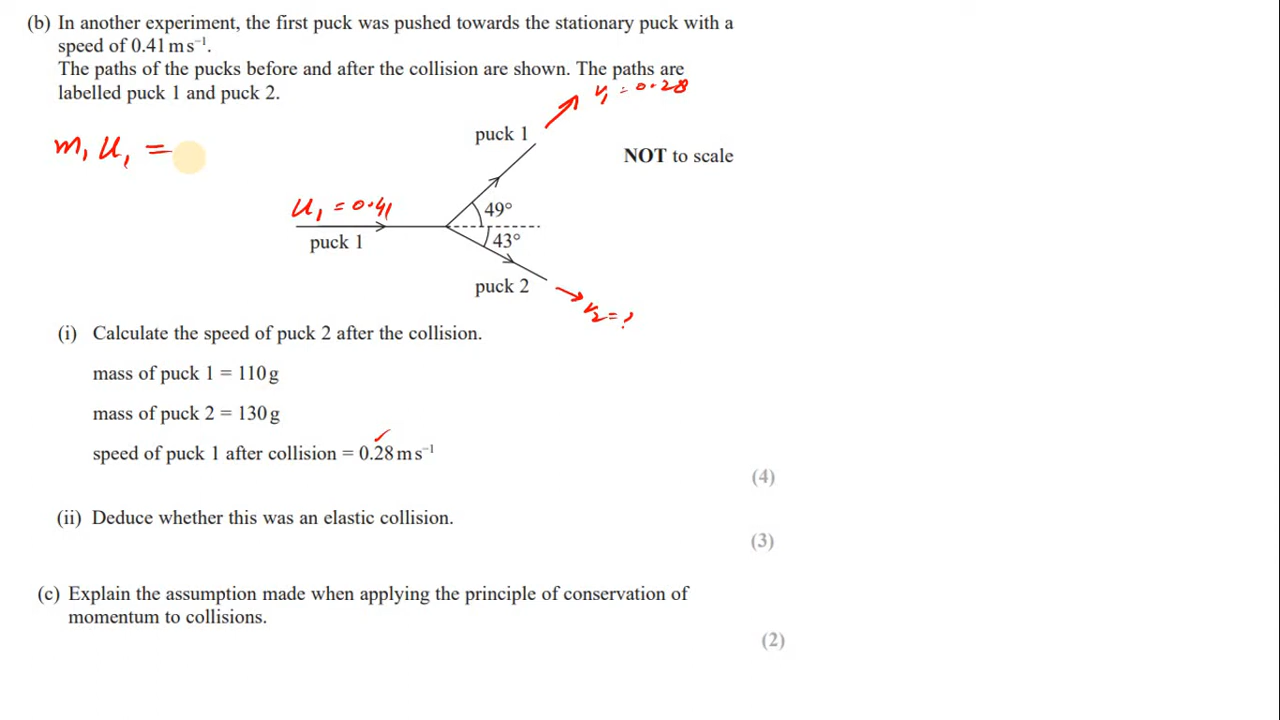 (b) In another experiment, the first puck was pushed towards the stationary puck with a
speed of 0.41 m s⁻¹.
The paths of the pucks before and after the collision are shown. The paths are
labelled puck 1 and puck 2.
v₁ = 0.28
puck 1
m₁ u₁ =
NOT to scale
u₁ = 0.41
49°
puck 1
43°
puck 2
v₂ = ?
(i) Calculate the speed of puck 2 after the collision.
mass of puck 1 = 110 g
mass of puck 2 = 130 g
speed of puck 1 after collision = 0.28 m s⁻¹
(4)
(ii) Deduce whether this was an elastic collision.
(3)
(c) Explain the assumption made when applying the principle of conservation of
momentum to collisions.
(2)